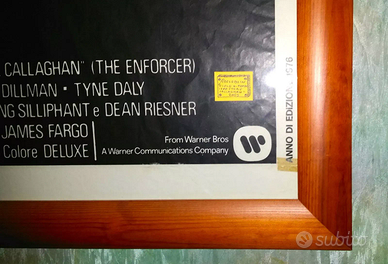 CALLAGHAN" (THE ENFORCER)
DILLMAN • TYNE DALY
NG SILLIPHANT e DEAN RIESNER
JAMES FARGO
Colore DELUXE
From Warner Bros
A Warner Communications Company
ANNO DI EDIZIONE 1976
subito